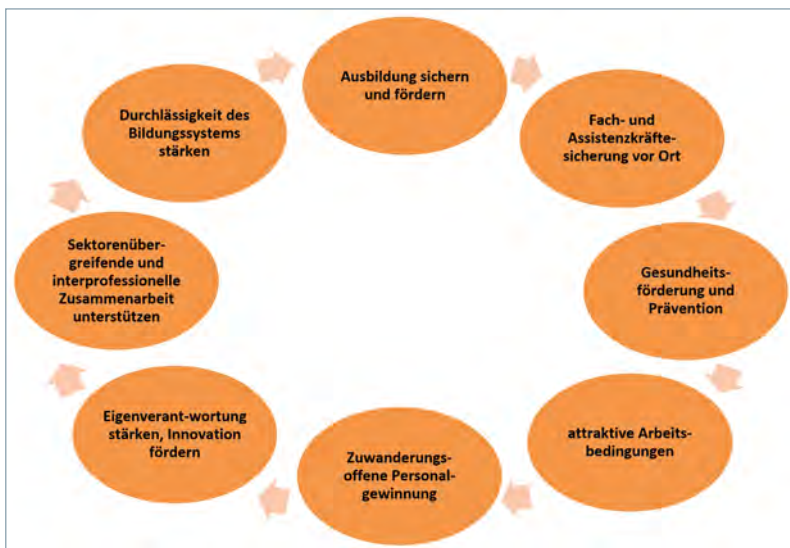 Ausbildung sichern
und fördern
Fach- und
Assistenzkräfte-
sicherung vor Ort
Gesundheits-
förderung und
Prävention
attraktive Arbeits-
bedingungen
Zuwanderungs-
offene Personal-
gewinnung
Eigenverant-wortung
stärken, Innovation
fördern
Sektorenüber-
greifende und
interprofessionelle
Zusammenarbeit
unterstützen
Durchlässigkeit des
Bildungssystems
stärken